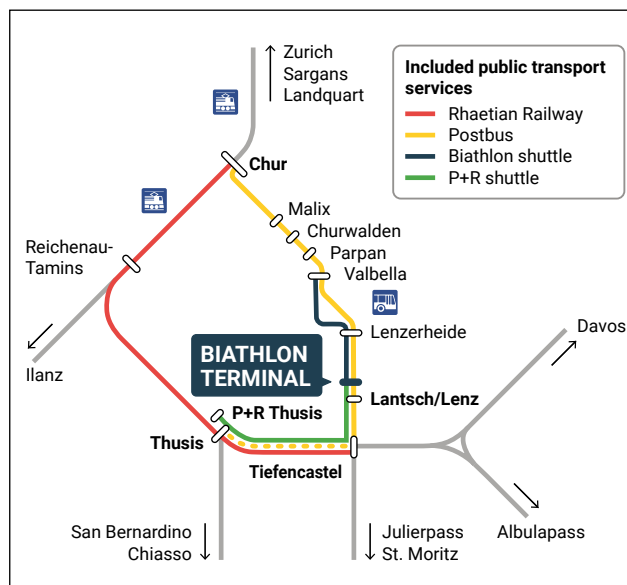 Zurich
Sargans
Landquart
Included public transport
services
Rhaetian Railway
Postbus
Biathlon shuttle
P+R shuttle
Chur
Malix
Churwalden
Parpan
Valbella
Reichenau-
Tamins
Lenzerheide
Davos
Ilanz
BIATHLON
TERMINAL
Lantsch/Lenz
P+R Thusis
Thusis
Tiefencastel
San Bernardino
Chiasso
Julierpass
St. Moritz
Albulapass